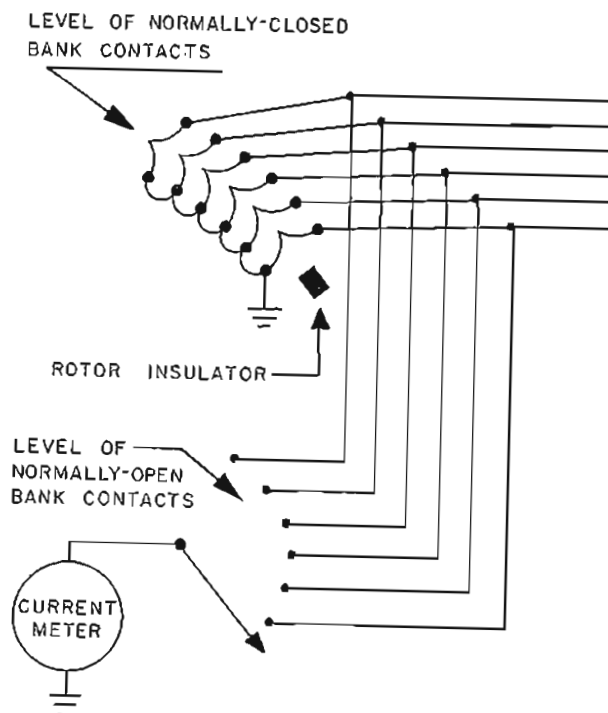 LEVEL OF NORMALLY-CLOSED
BANK CONTACTS
ROTOR INSULATOR
LEVEL OF
NORMALLY-OPEN
BANK CONTACTS
CURRENT
METER